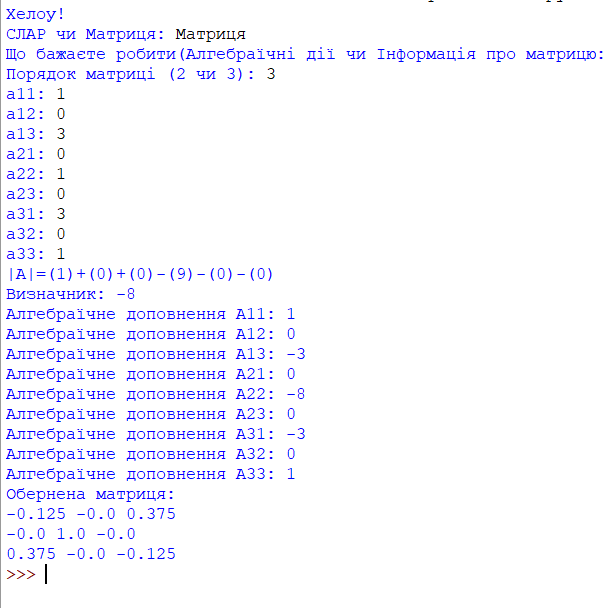 Хелоу!
СЛАР чи Матриця: Матриця
Що бажаєте робити(Алгебраїчні дії чи Інформація про матрицю:
Порядок матриці (2 чи 3): 3
a11: 1
a12: 0
a13: 3
a21: 0
a22: 1
a23: 0
a31: 3
a32: 0
a33: 1
|A|=(1)+(0)+(0)-(9)-(0)-(0)
Визначник: -8
Алгебраїчне доповнення A11: 1
Алгебраїчне доповнення A12: 0
Алгебраїчне доповнення A13: -3
Алгебраїчне доповнення A21: 0
Алгебраїчне доповнення A22: -8
Алгебраїчне доповнення A23: 0
Алгебраїчне доповнення A31: -3
Алгебраїчне доповнення A32: 0
Алгебраїчне доповнення A33: 1
Обернена матриця:
-0.125 -0.0 0.375
-0.0 1.0 -0.0
0.375 -0.0 -0.125
>>>